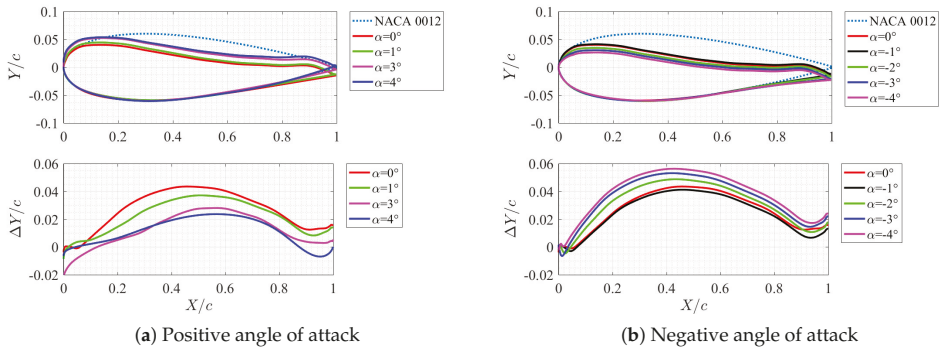 0.1
0.05
0
-0.05
-0.1
Y/c
0 0.2 0.4 0.6 0.8 1
NACA 0012
α=0°
α=1°
α=3°
α=4°
0.06
0.04
0.02
0
-0.02
ΔY/c
0 0.2 0.4 0.6 0.8 1
X/c
α=0°
α=1°
α=3°
α=4°
(a) Positive angle of attack
0.1
0.05
0
-0.05
-0.1
Y/c
0 0.2 0.4 0.6 0.8 1
NACA 0012
α=0°
α=-1°
α=-2°
α=-3°
α=-4°
0.06
0.04
0.02
0
-0.02
ΔY/c
0 0.2 0.4 0.6 0.8 1
X/c
α=0°
α=-1°
α=-2°
α=-3°
α=-4°
(b) Negative angle of attack